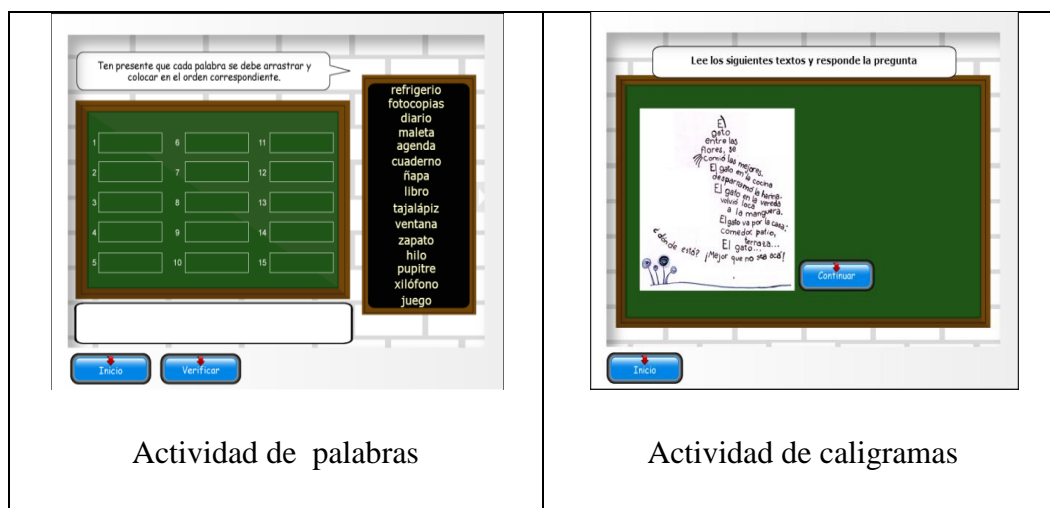 Ten presente que cada palabra se debe arrastrar y
colocar en el orden correspondiente.
1
2
3
4
5
6
7
8
9
10
11
12
13
14
15
refrigerio
fotocopias
diario
maleta
agenda
cuaderno
ñapa
libro
tajalápiz
ventana
zapato
hilo
pupitre
xilófono
juego
Inicio
Verificar
Actividad de palabras
Lee los siguientes textos y responde la pregunta
El
gato
entre las
flores, se
comió las mejores.
El gato en la cocina
desparramó la harina.
El gato en la vereda
volvió loca
a la manguera.
El gato va por la casa:
comedor, patio,
terraza...
El gato...
¿dónde está? ¡Mejor que no sea acá!
Continuar
Inicio
Actividad de caligramas